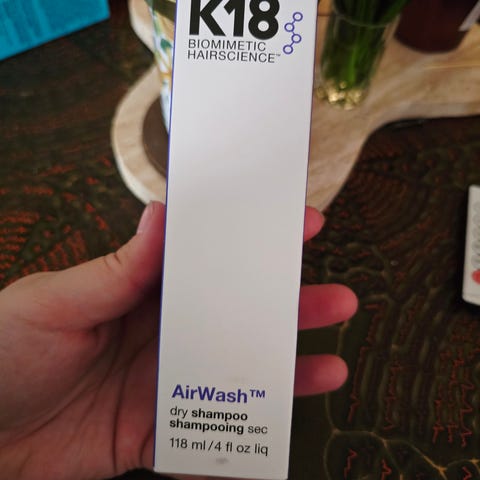 K18
BIOMIMETIC
HAIRSCIENCE™
AirWash™
dry shampoo
shampooing sec
118 ml/4 fl oz liq